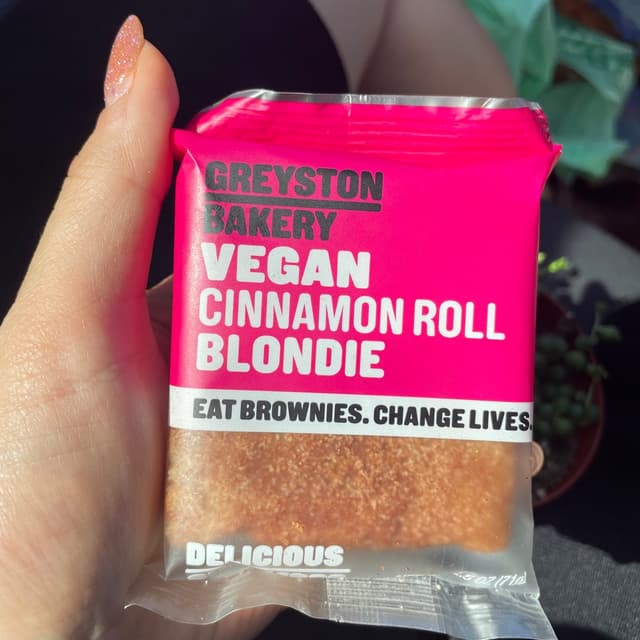 GREYSTON
BAKERY
VEGAN
CINNAMON ROLL
BLONDIE
EAT BROWNIES. CHANGE LIVES.
DELICIOUS